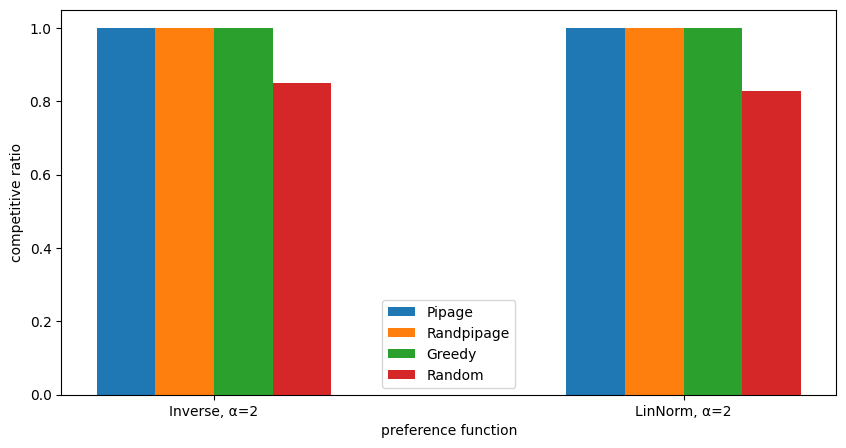 competitive ratio
1.0
0.8
0.6
0.4
0.2
0.0
Pipage
Randpipage
Greedy
Random
Inverse, α=2
LinNorm, α=2
preference function